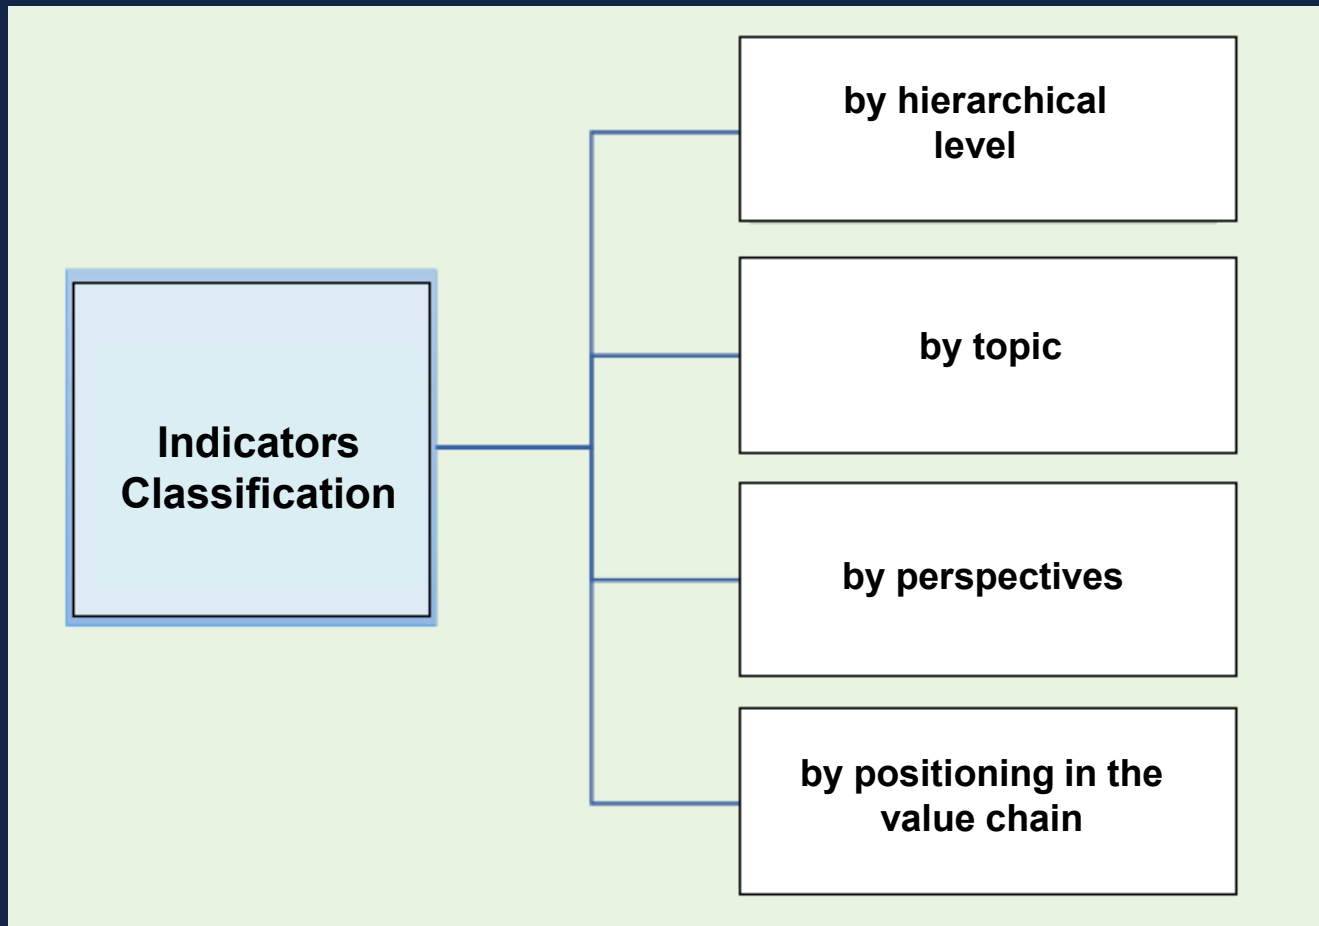 by hierarchical
level
by topic
Indicators
Classification
by perspectives
by positioning in the
value chain